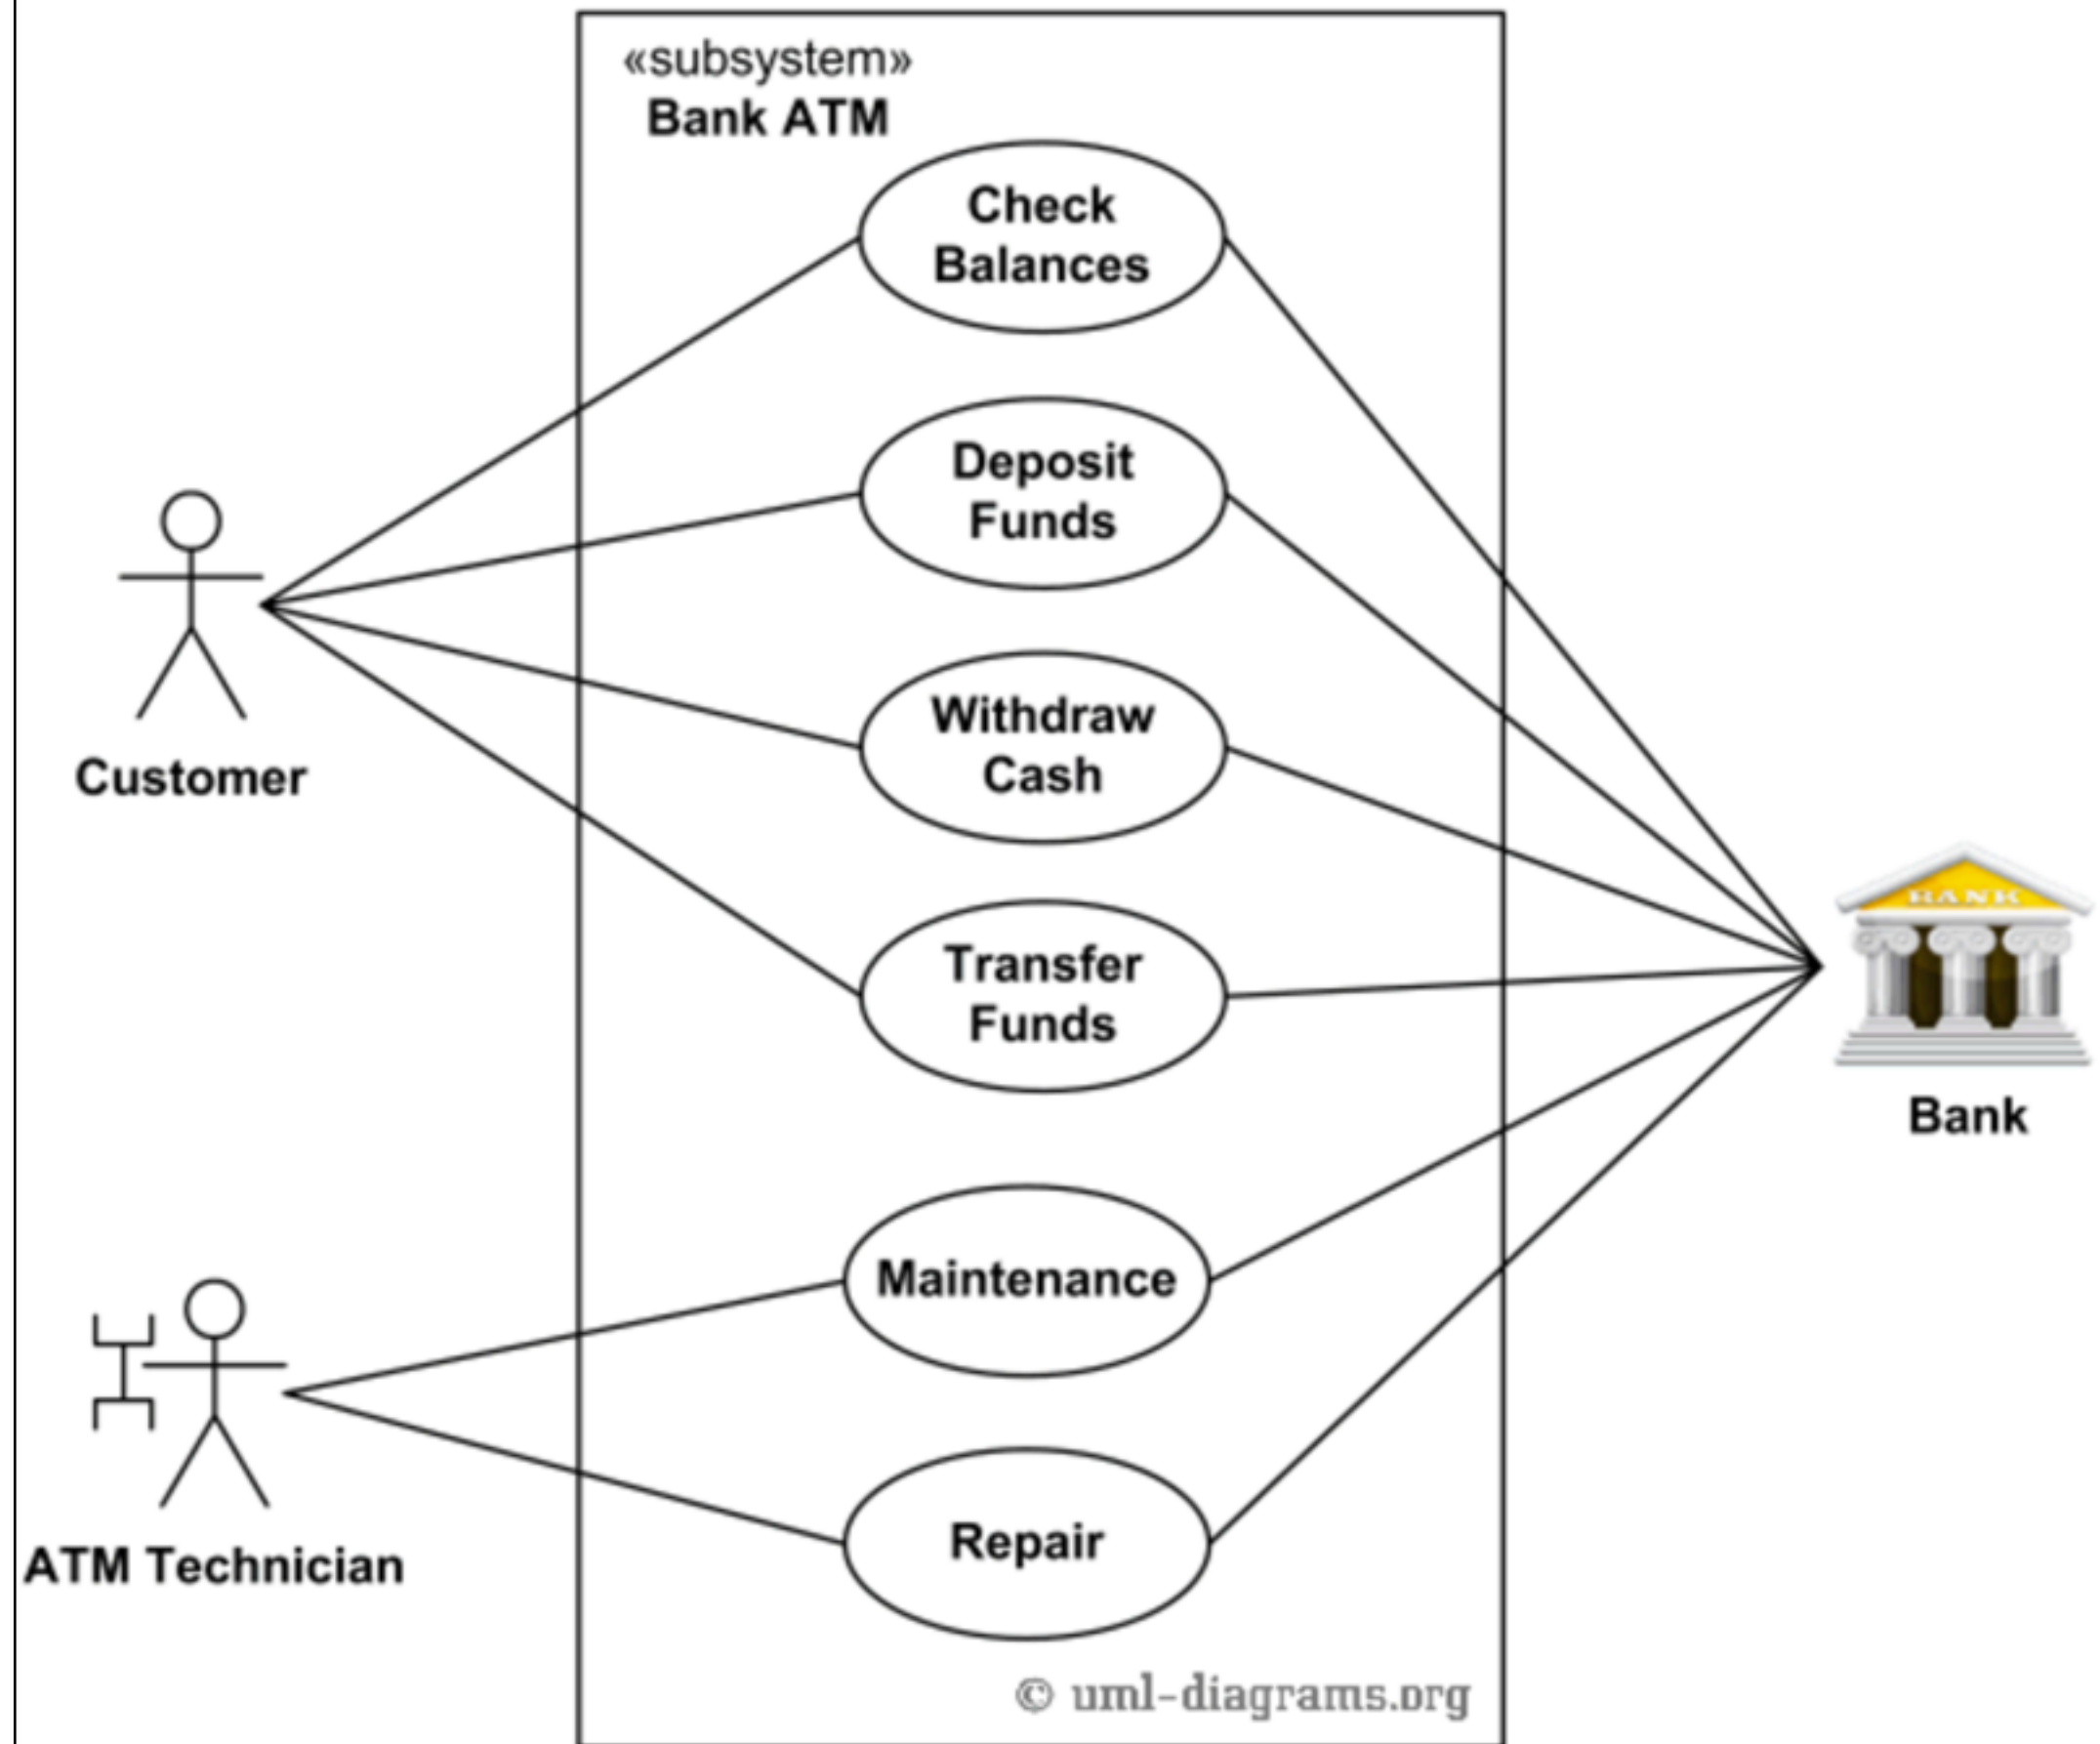 «subsystem»
Bank ATM
Check
Balances
Deposit
Funds
Withdraw
Cash
Customer
Transfer
Funds
BANK
Bank
Maintenance
ATM Technician
Repair
© uml-diagrams.org